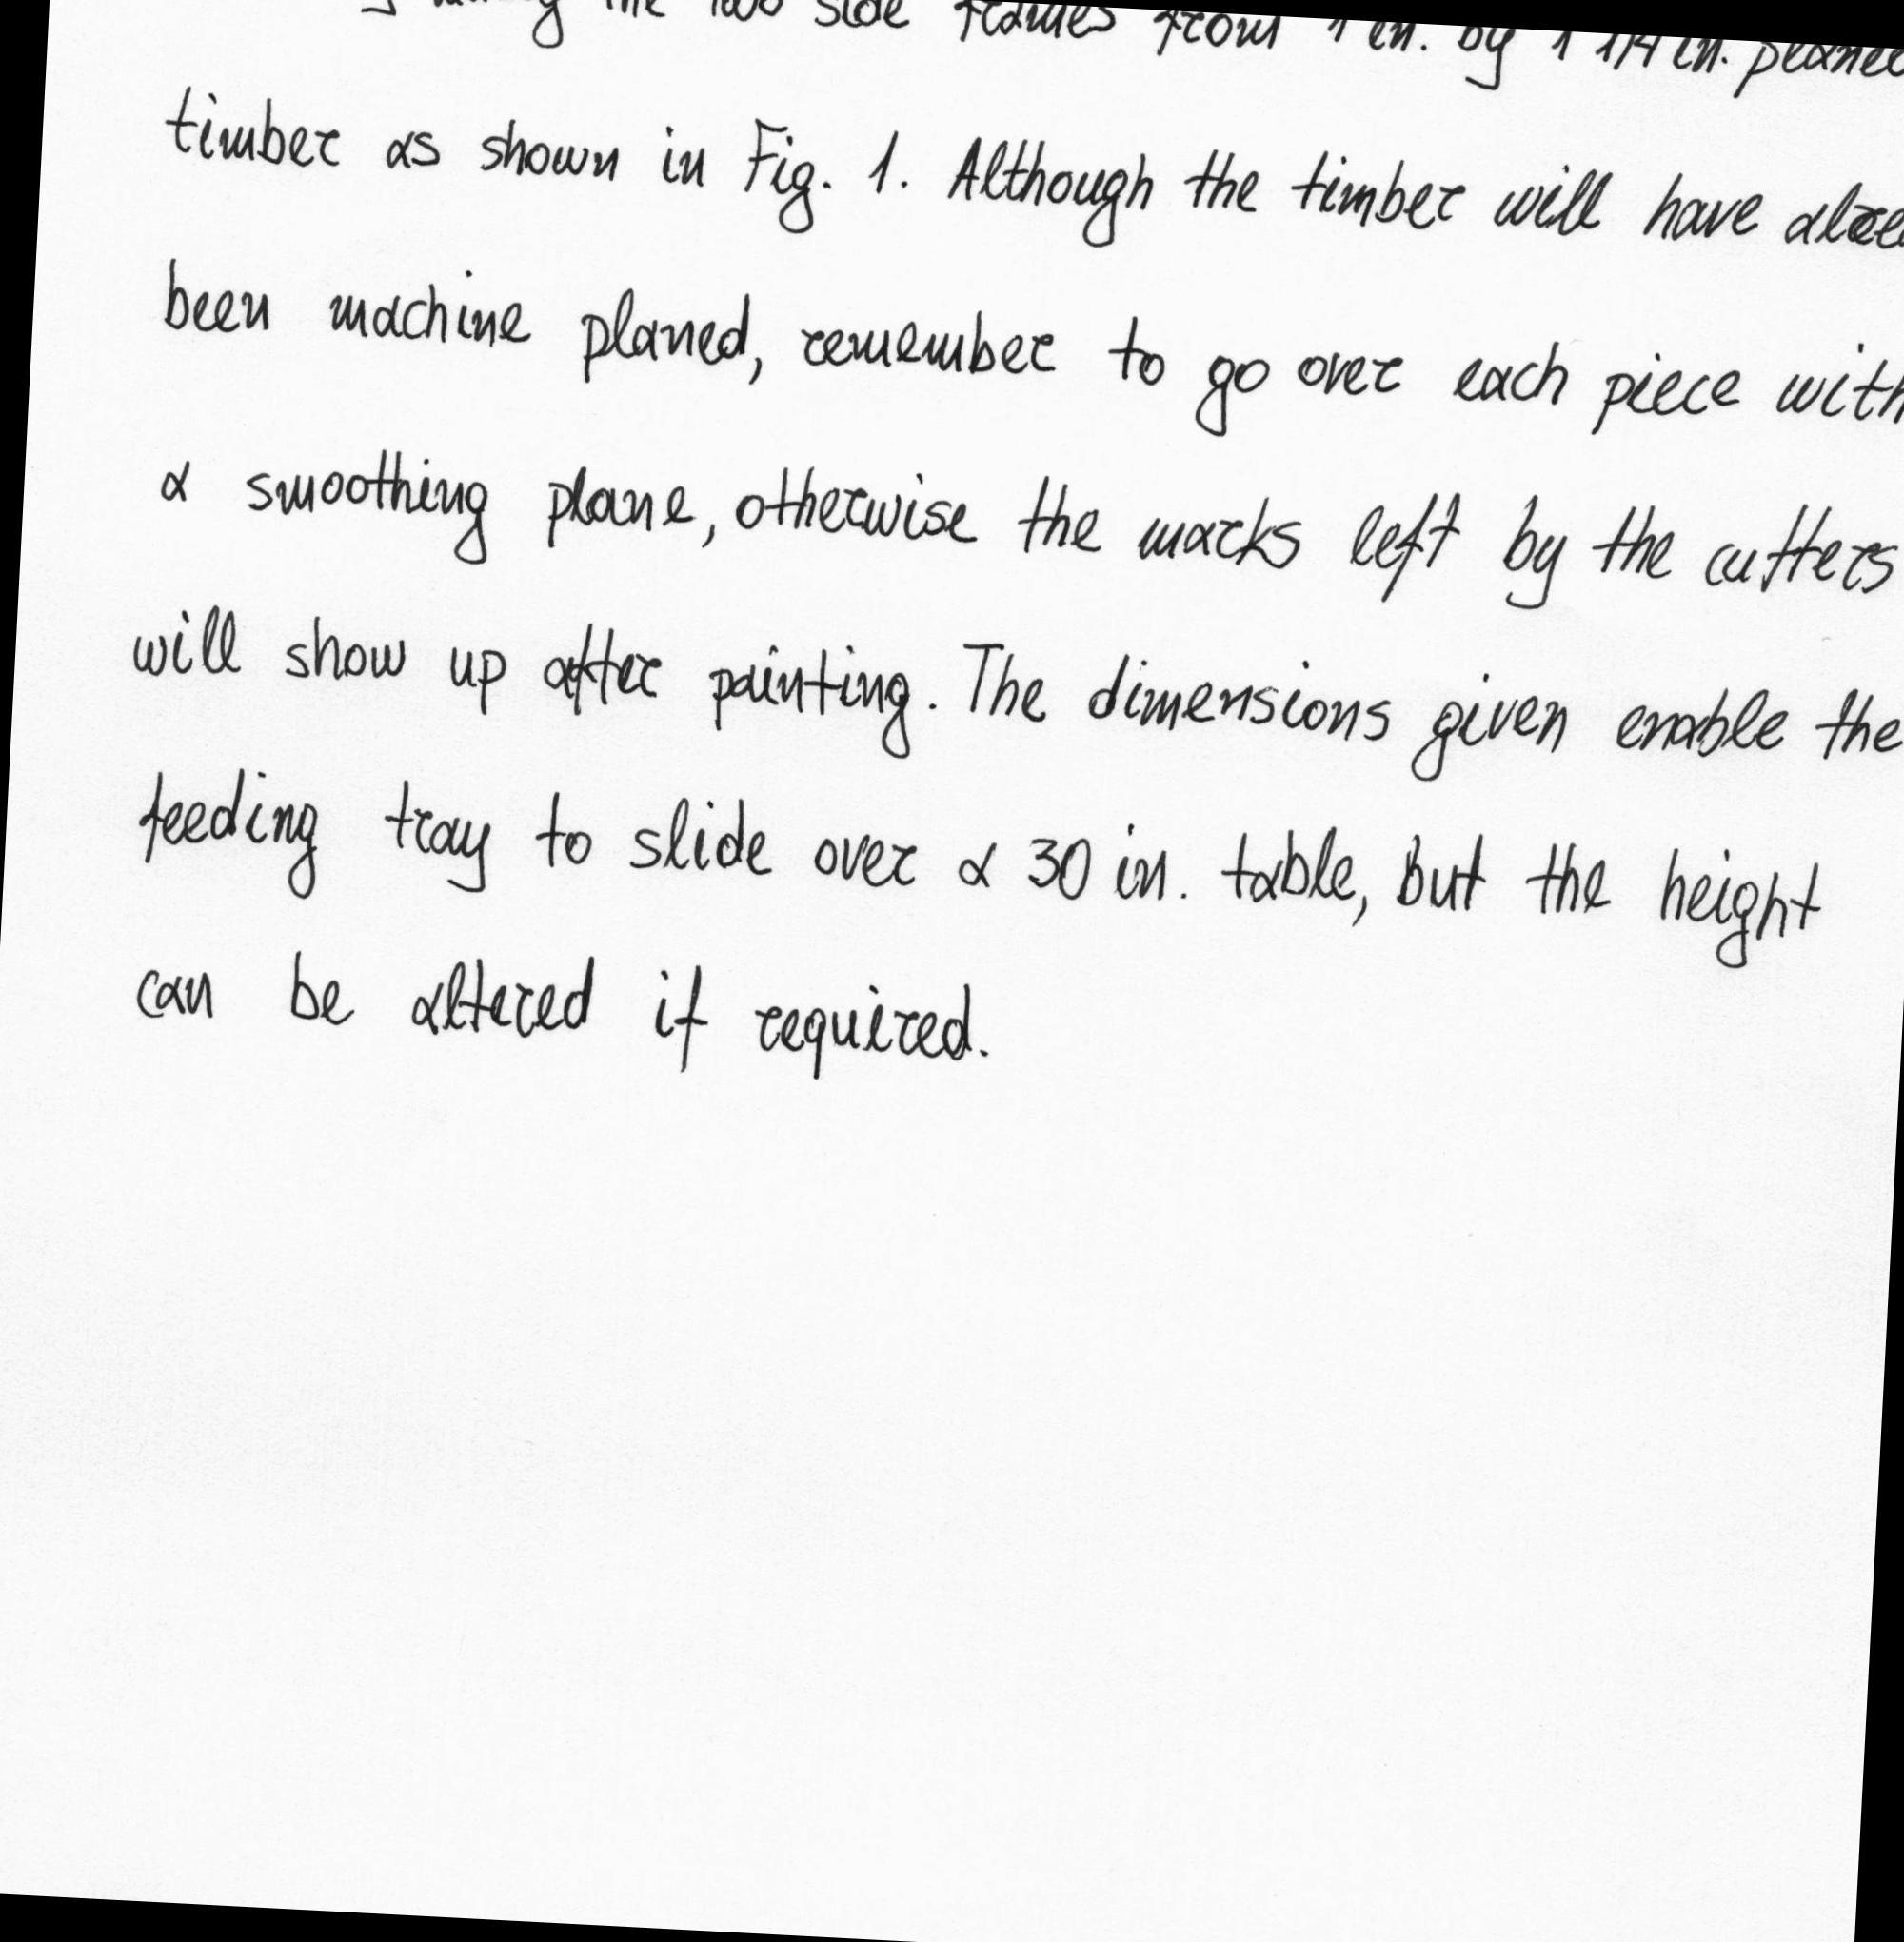 the two side frames from 1 in. by 1 1/4 in. planed
timber as shown in Fig. 1. Although the timber will have
been machine planed, remember to go over each piece with
a smoothing plane, otherwise the marks left by the cutters
will show up after painting. The dimensions given enable the
feeding tray to slide over a 30 in. table, but the height
can be altered if required.